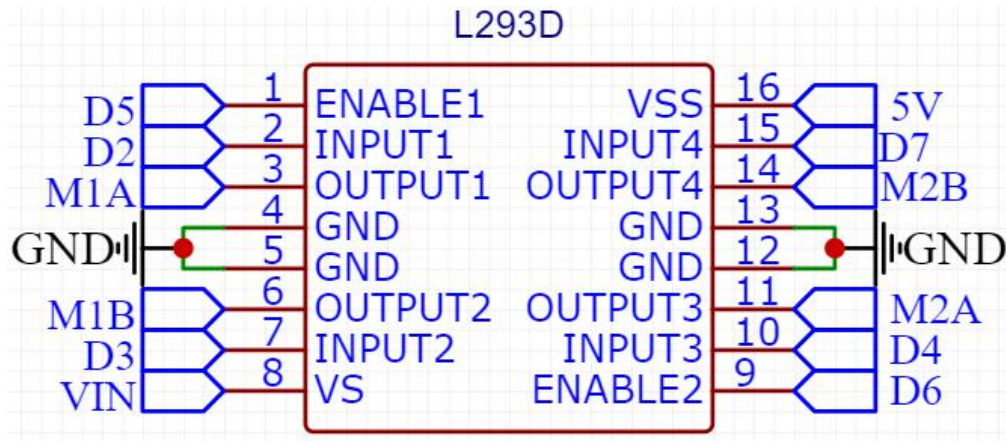 L293D
D5 1 ENABLE1 VSS 16 5V
D2 2 INPUT1 INPUT4 15 D7
M1A 3 OUTPUT1 OUTPUT4 14 M2B
4 GND GND 13
GND GND
5 GND GND 12
M1B 6 OUTPUT2 OUTPUT3 11 M2A
D3 7 INPUT2 INPUT3 10 D4
VIN 8 VS ENABLE2 9 D6